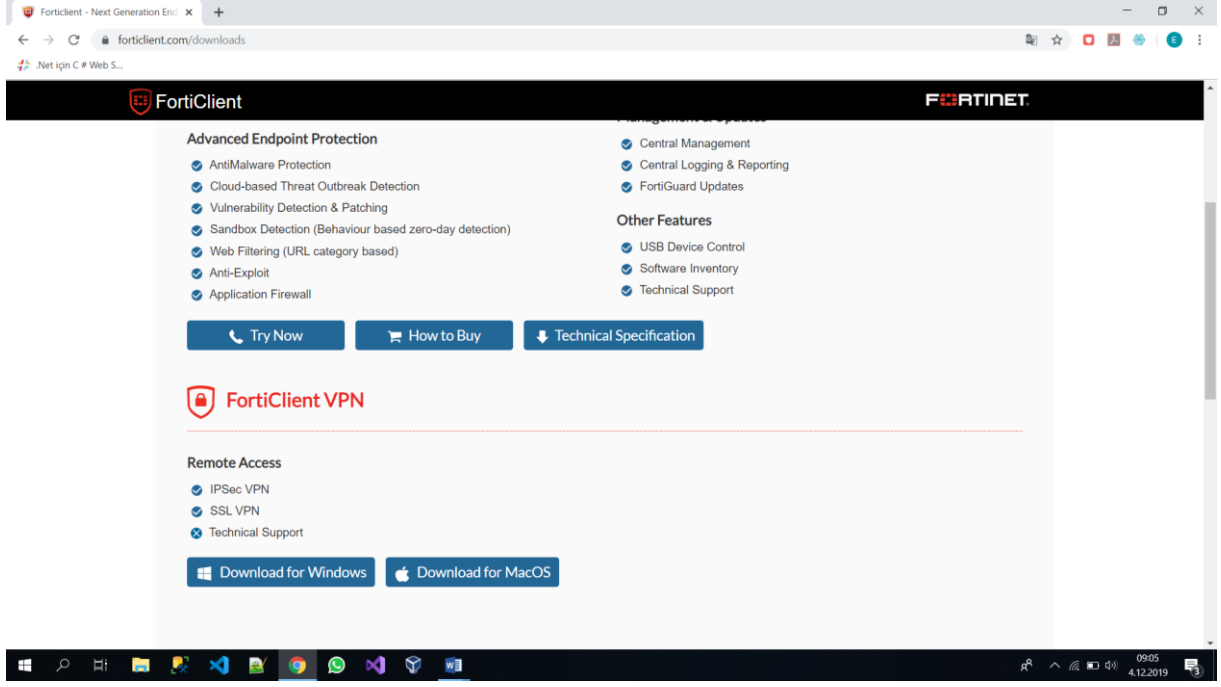 Forticlient - Next Generation End
forticlient.com/downloads
E
.Net için C # Web S...
FortiClient
FORTINET
Advanced Endpoint Protection
AntiMalware Protection
Cloud-based Threat Outbreak Detection
Vulnerability Detection & Patching
Sandbox Detection (Behaviour based zero-day detection)
Web Filtering (URL category based)
Anti-Exploit
Application Firewall
Management & Updates
Central Management
Central Logging & Reporting
FortiGuard Updates
Other Features
USB Device Control
Software Inventory
Technical Support
Try Now
How to Buy
Technical Specification
FortiClient VPN
Remote Access
IPSec VPN
SSL VPN
Technical Support
Download for Windows
Download for MacOS
09:05
4.12.2019
3